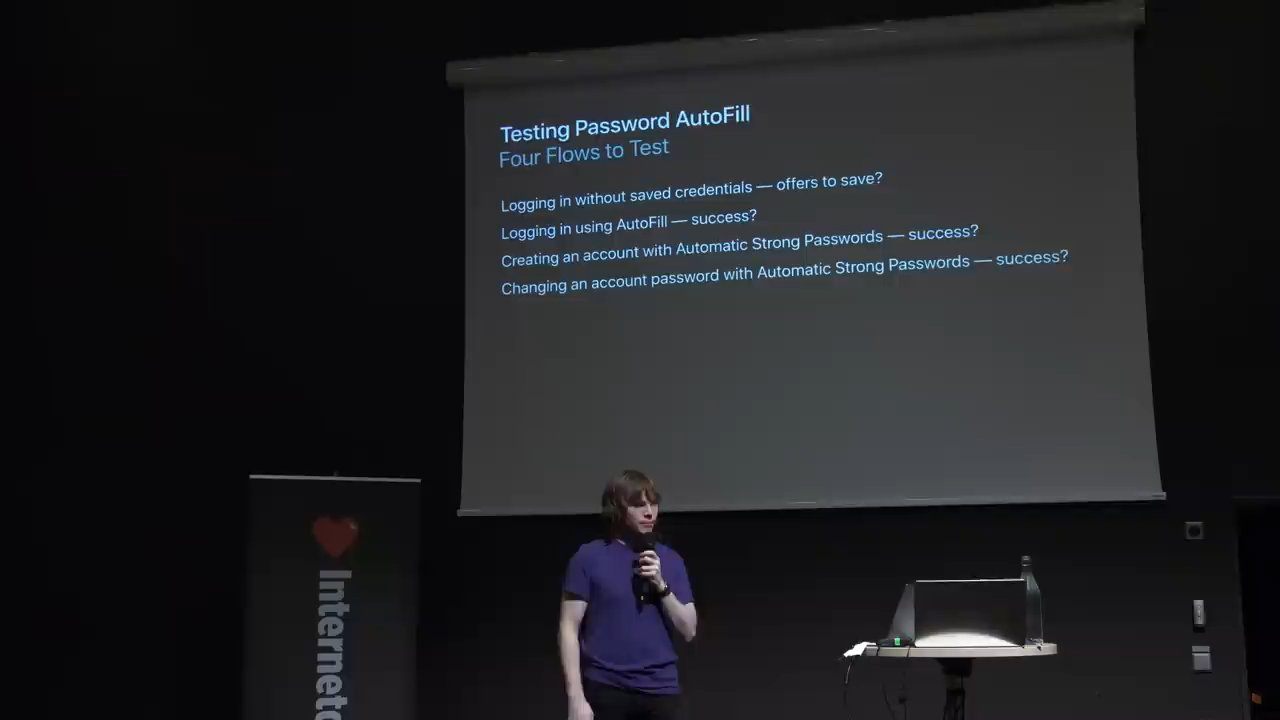 Testing Password AutoFill
Four Flows to Test
Logging in without saved credentials — offers to save?
Logging in using AutoFill — success?
Creating an account with Automatic Strong Passwords — success?
Changing an account password with Automatic Strong Passwords — success?
Internetd